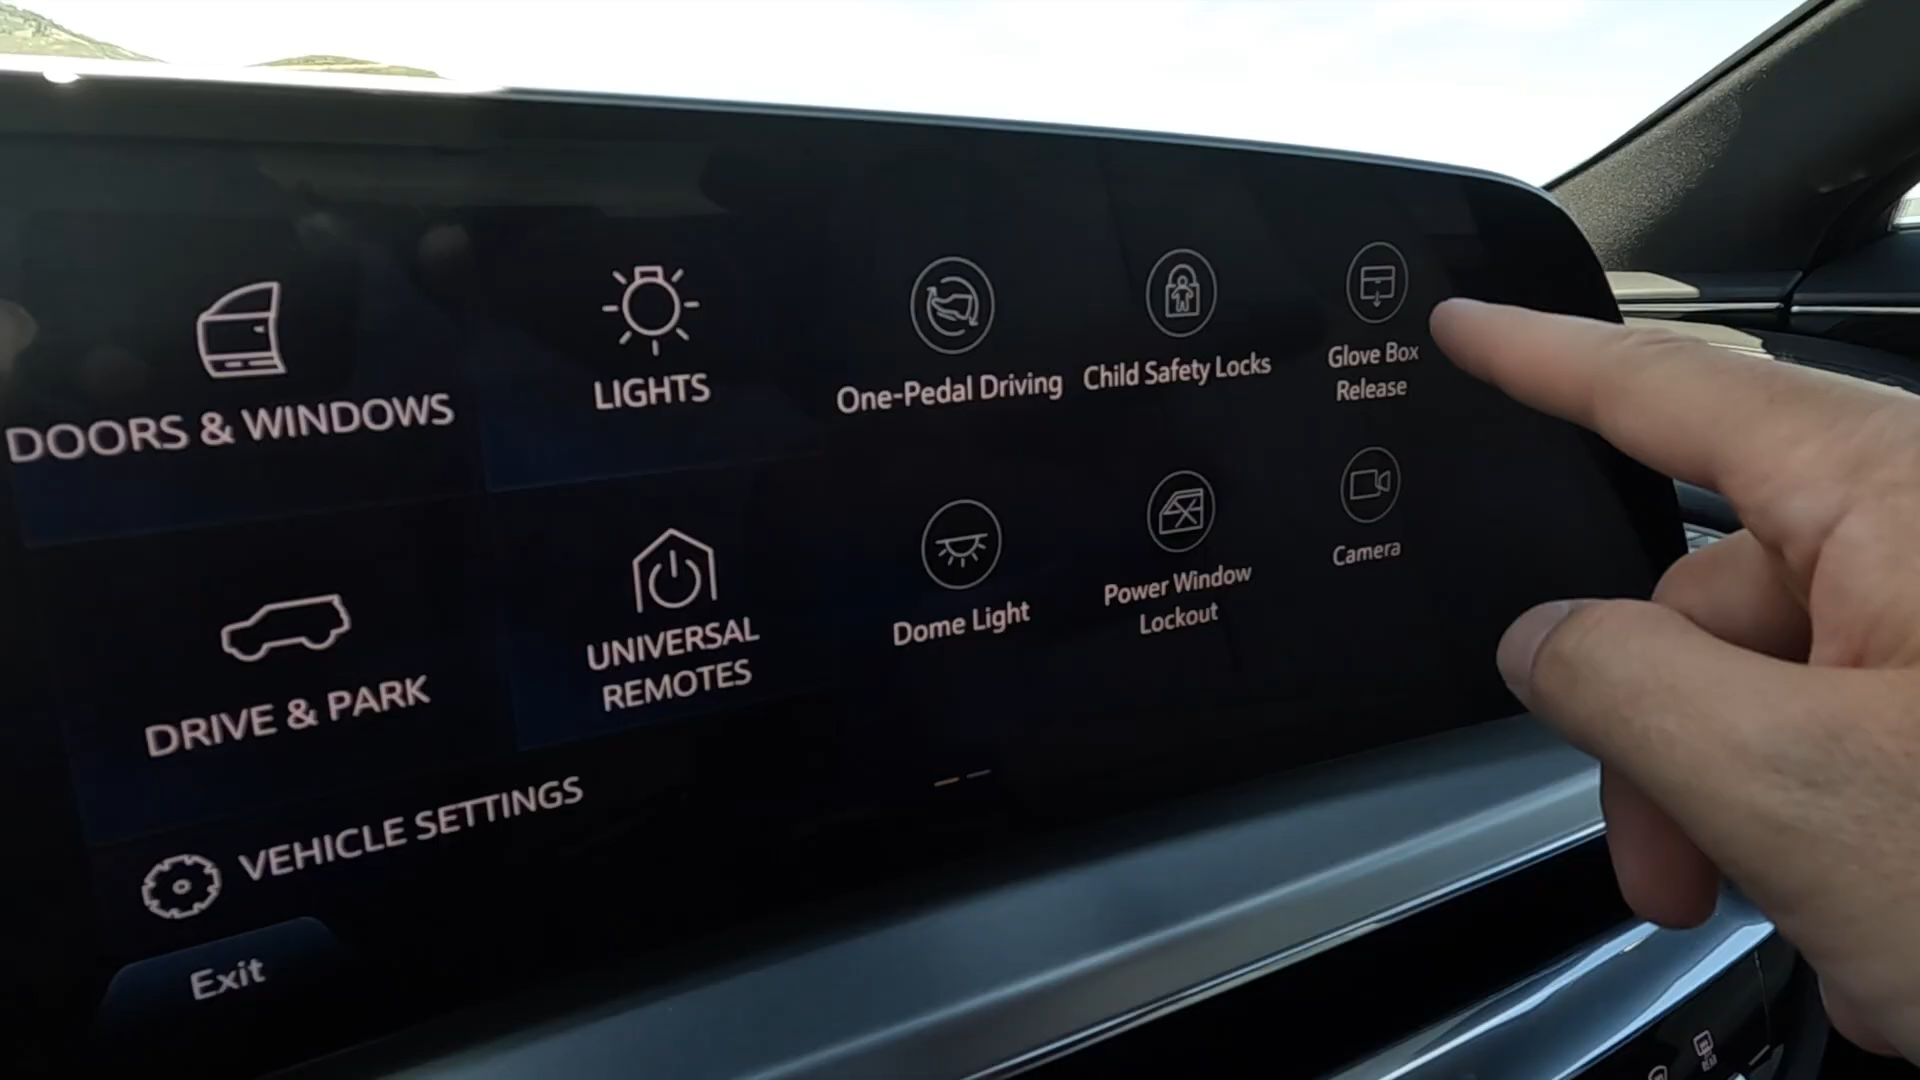 DOORS & WINDOWS
LIGHTS
One-Pedal Driving
Child Safety Locks
Glove Box
Release
DRIVE & PARK
UNIVERSAL
REMOTES
Dome Light
Power Window
Lockout
Camera
VEHICLE SETTINGS
Exit